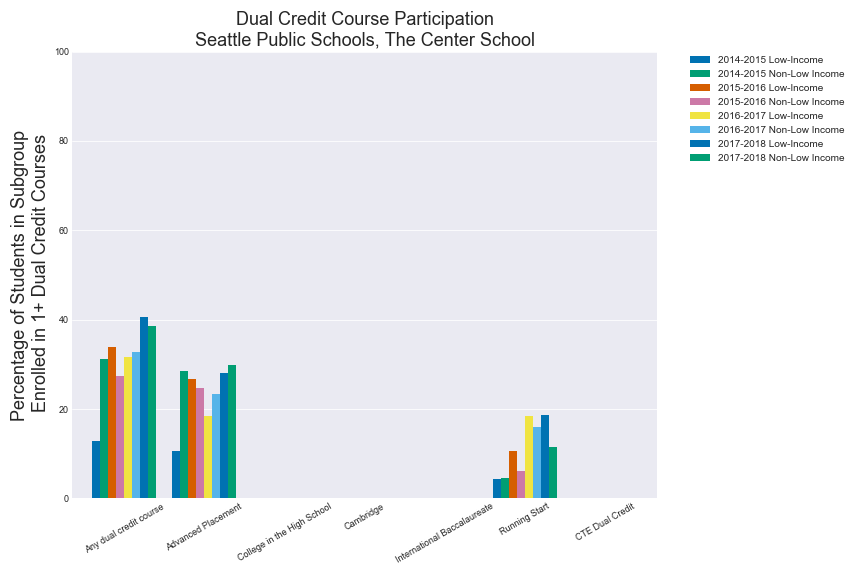 Dual Credit Course Participation
Seattle Public Schools, The Center School
Percentage of Students in Subgroup
Enrolled in 1+ Dual Credit Courses
100
80
60
40
20
0
Any dual credit course
Advanced Placement
College in the High School
Cambridge
International Baccalaureate
Running Start
CTE Dual Credit
2014-2015 Low-Income
2014-2015 Non-Low Income
2015-2016 Low-Income
2015-2016 Non-Low Income
2016-2017 Low-Income
2016-2017 Non-Low Income
2017-2018 Low-Income
2017-2018 Non-Low Income